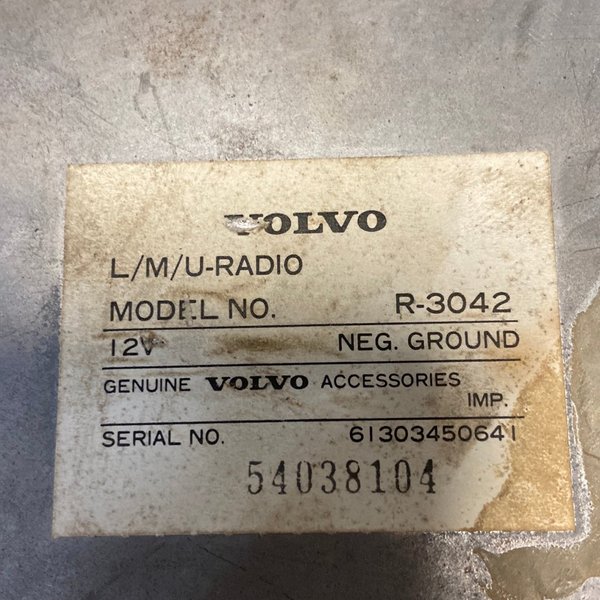 VOLVO
L/M/U-RADIO
MODEL NO. R-3042
12V NEG. GROUND
GENUINE VOLVO ACCESSORIES
IMP.
SERIAL NO. 61303450641
54038104